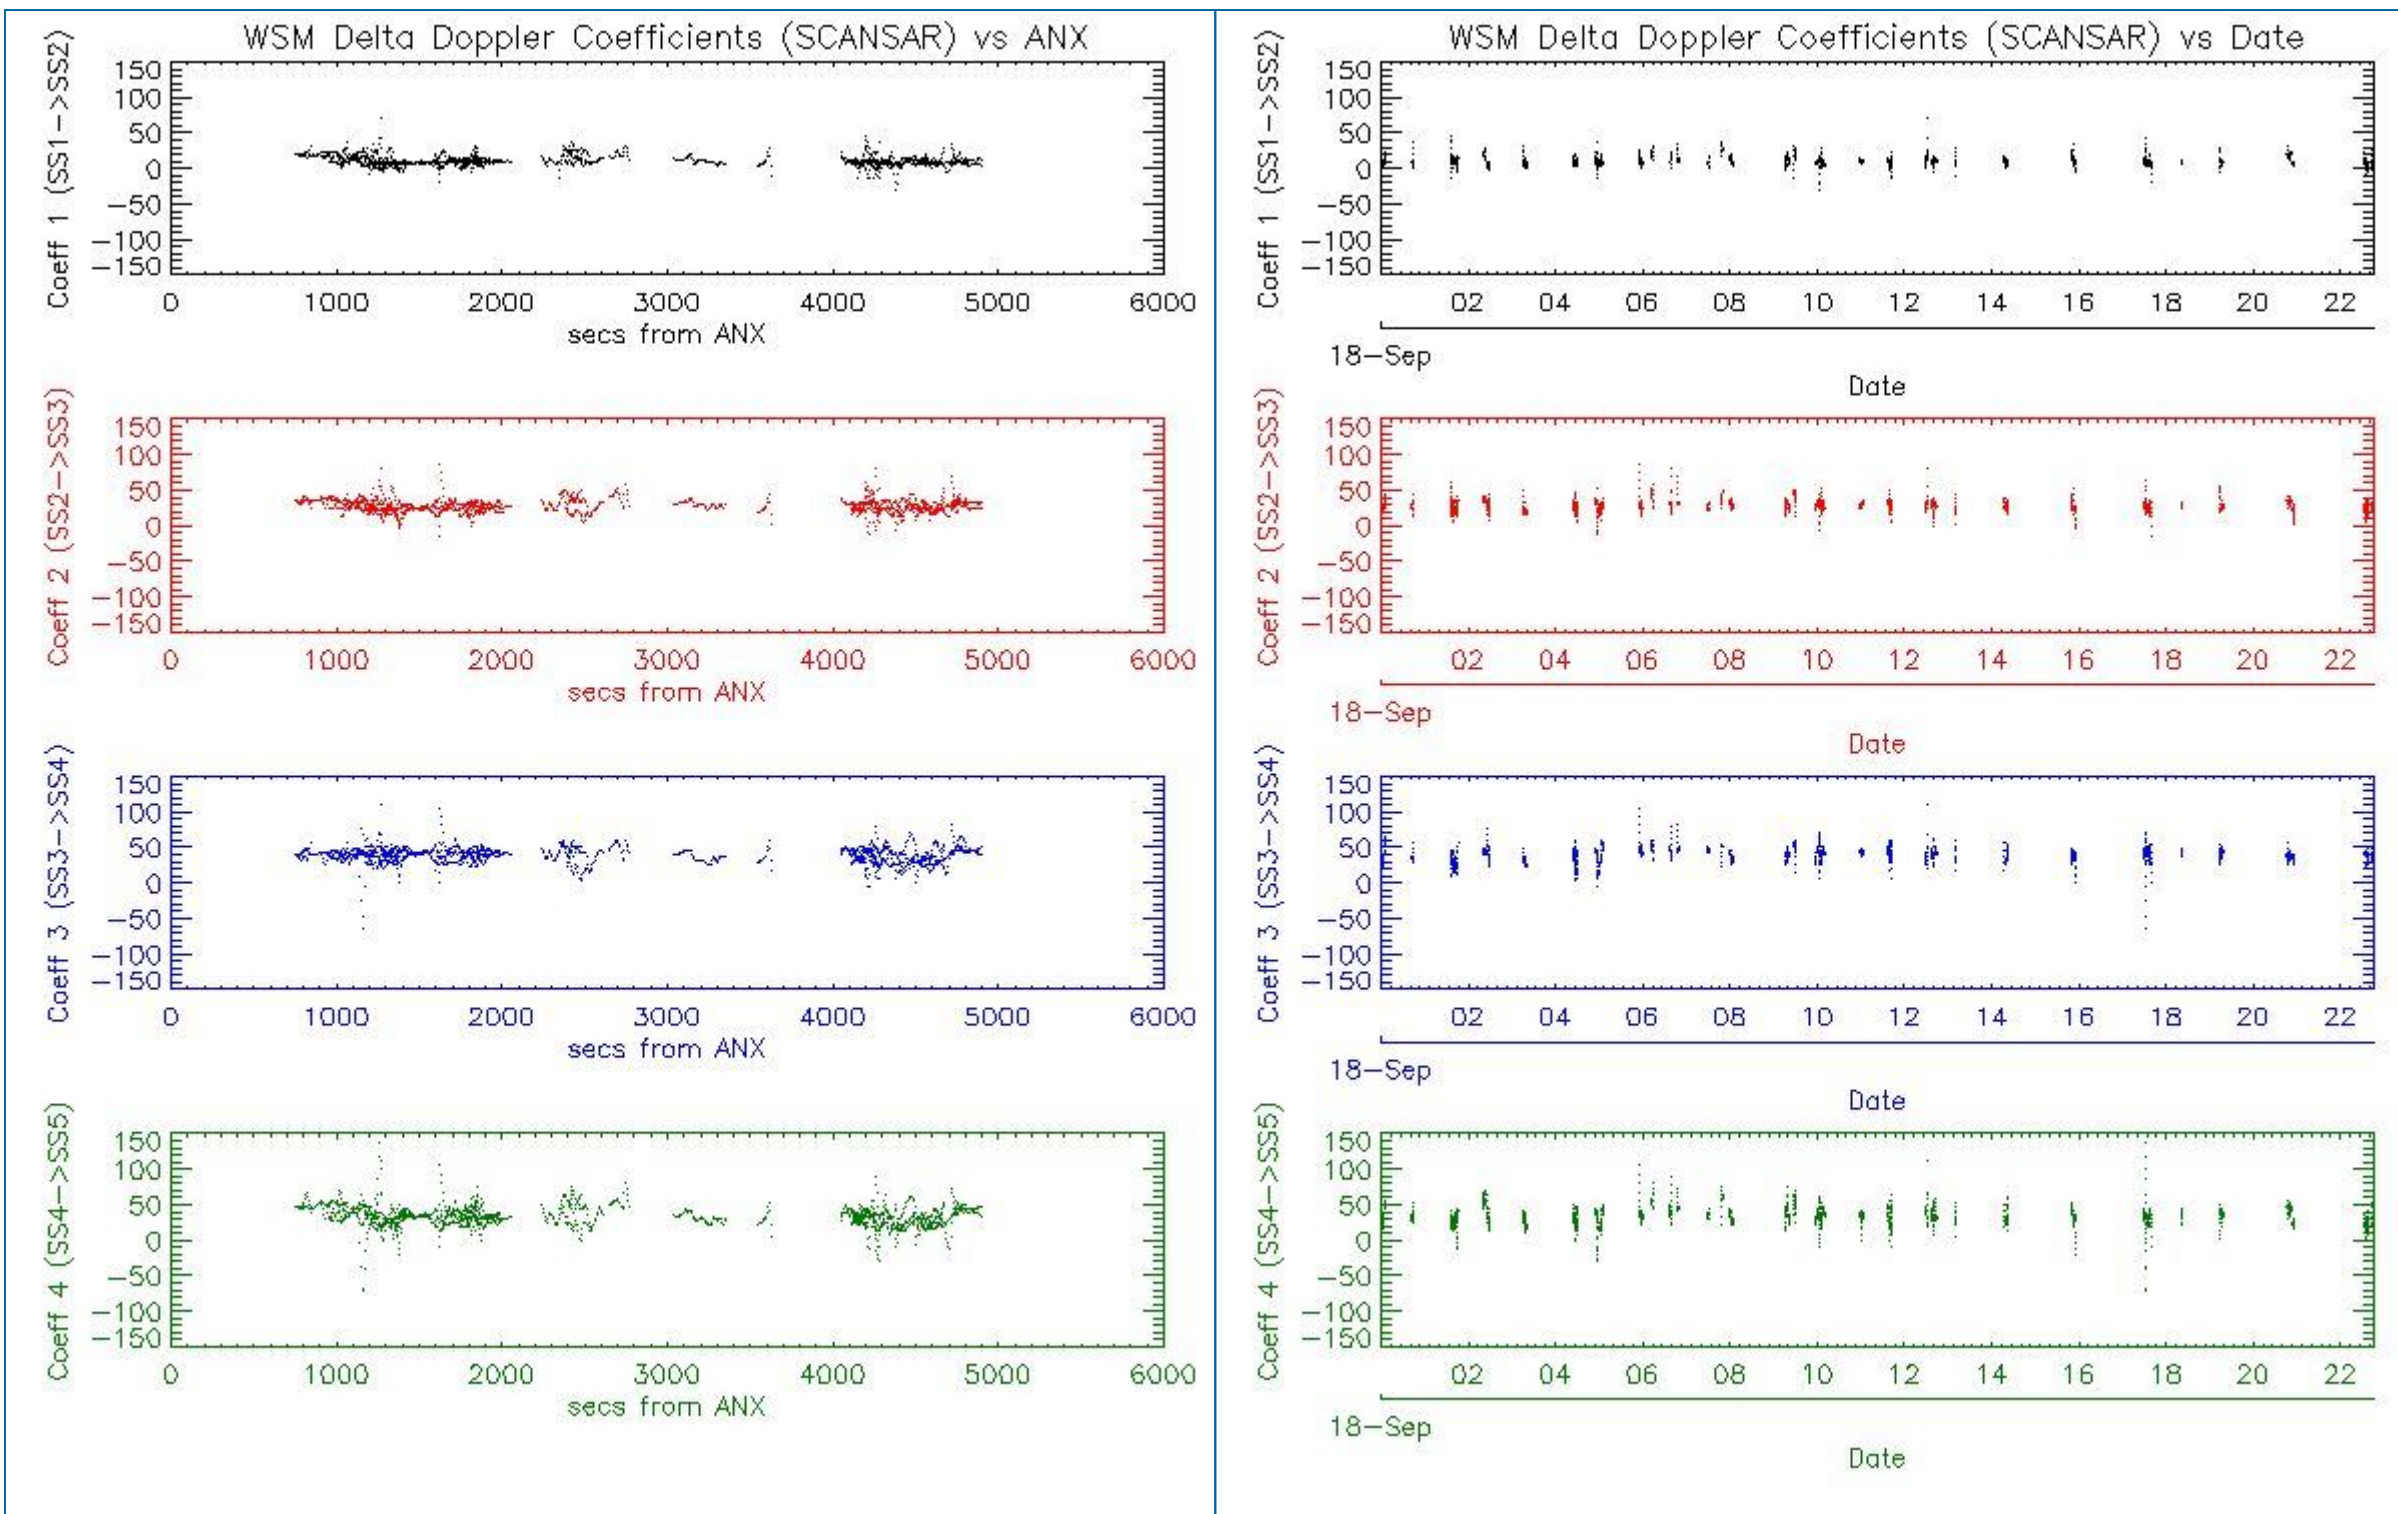 WSM Delta Doppler Coefficients (SCANSAR) vs ANX
Coeff 1 (SS1->SS2)
150
100
50
0
-50
-100
-150
0 1000 2000 3000 4000 5000 6000
secs from ANX
Coeff 2 (SS2->SS3)
150
100
50
0
-50
-100
-150
0 1000 2000 3000 4000 5000 6000
secs from ANX
Coeff 3 (SS3->SS4)
150
100
50
0
-50
-100
-150
0 1000 2000 3000 4000 5000 6000
secs from ANX
Coeff 4 (SS4->SS5)
150
100
50
0
-50
-100
-150
0 1000 2000 3000 4000 5000 6000
secs from ANX
WSM Delta Doppler Coefficients (SCANSAR) vs Date
Coeff 1 (SS1->SS2)
150
100
50
0
-50
-100
-150
02 04 06 08 10 12 14 16 18 20 22
18-Sep
Date
Coeff 2 (SS2->SS3)
150
100
50
0
-50
-100
-150
02 04 06 08 10 12 14 16 18 20 22
18-Sep
Date
Coeff 3 (SS3->SS4)
150
100
50
0
-50
-100
-150
02 04 06 08 10 12 14 16 18 20 22
18-Sep
Date
Coeff 4 (SS4->SS5)
150
100
50
0
-50
-100
-150
02 04 06 08 10 12 14 16 18 20 22
18-Sep
Date